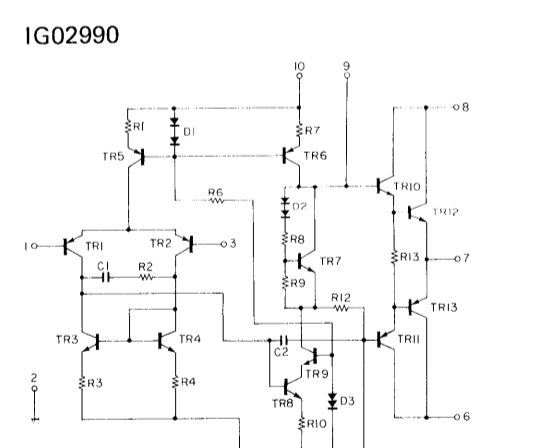 IG02990
10 9
8
R1 D1 R7
TR5 TR6
R6 TR10
D2 TR12
1 TR1 TR2 3 R8
TR7 R13 7
C1 R2 R9
R12 TR13
TR3 TR4 TR11
C2
2 R3 R4 TR9
TR8 D3
R10 6